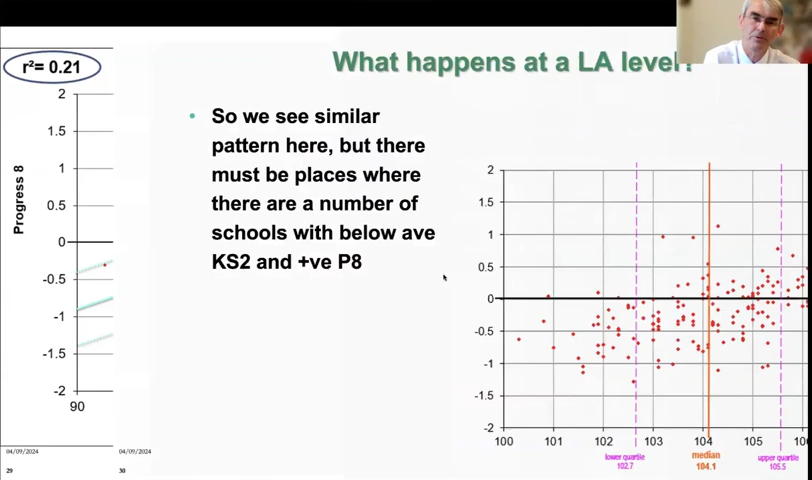 r²= 0.21
What happens at a LA level?
• So we see similar
pattern here, but there
must be places where
there are a number of
schools with below ave
KS2 and +ve P8
Progress 8
2
1.5
1
0.5
0
-0.5
-1
-1.5
-2
90
2
1.5
1
0.5
0
-0.5
-1
-1.5
-2
100
101
102
103
104
105
106
lower quartile
102.7
median
104.1
upper quartile
105.5
04/09/2024
29
04/09/2024
30